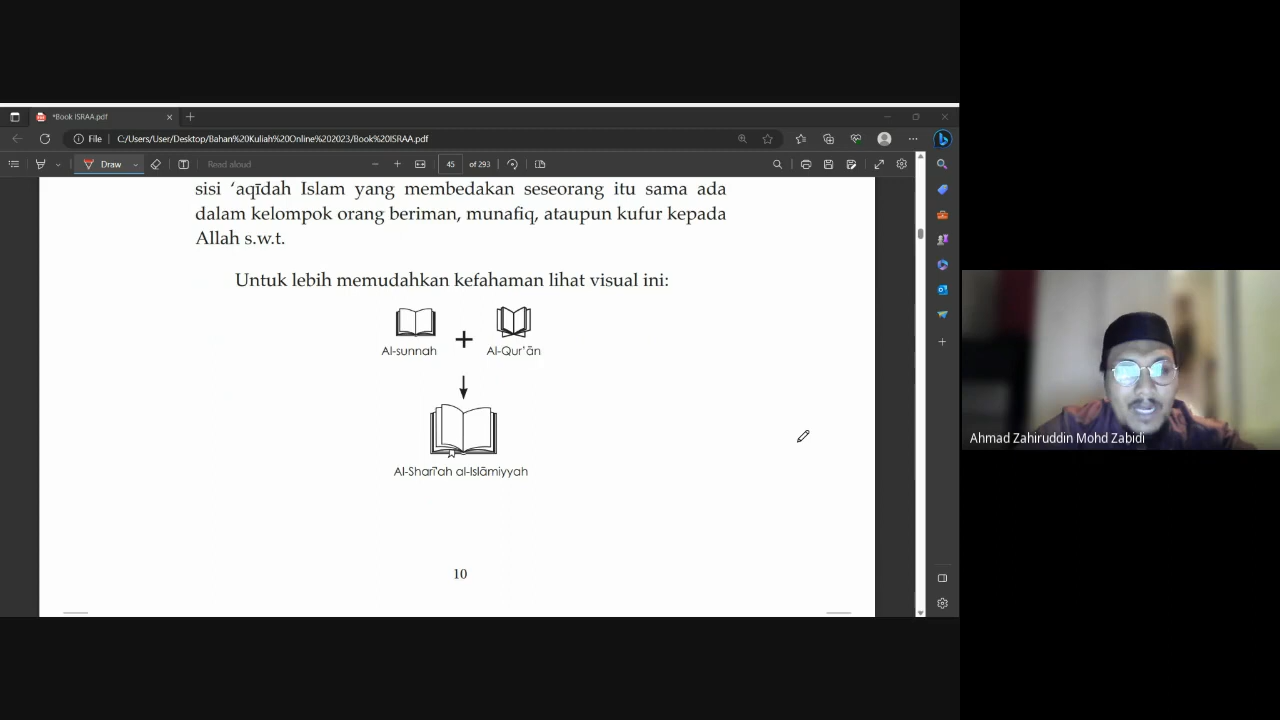 *Book ISRAA.pdf
File C:/Users/User/Desktop/Bahan%20Kuliah%20Online%202023/Book%20ISRAA.pdf
Draw Read aloud 45 of 293
sisi ‘aqīdah Islam yang membedakan seseorang itu sama ada
dalam kelompok orang beriman, munafiq, ataupun kufur kepada
Allah s.w.t.
Untuk lebih memudahkan kefahaman lihat visual ini:
+
Al-sunnah Al-Qur’ān
Al-Sharī’ah al-Islāmiyyah
10
Ahmad Zahiruddin Mohd Zabidi